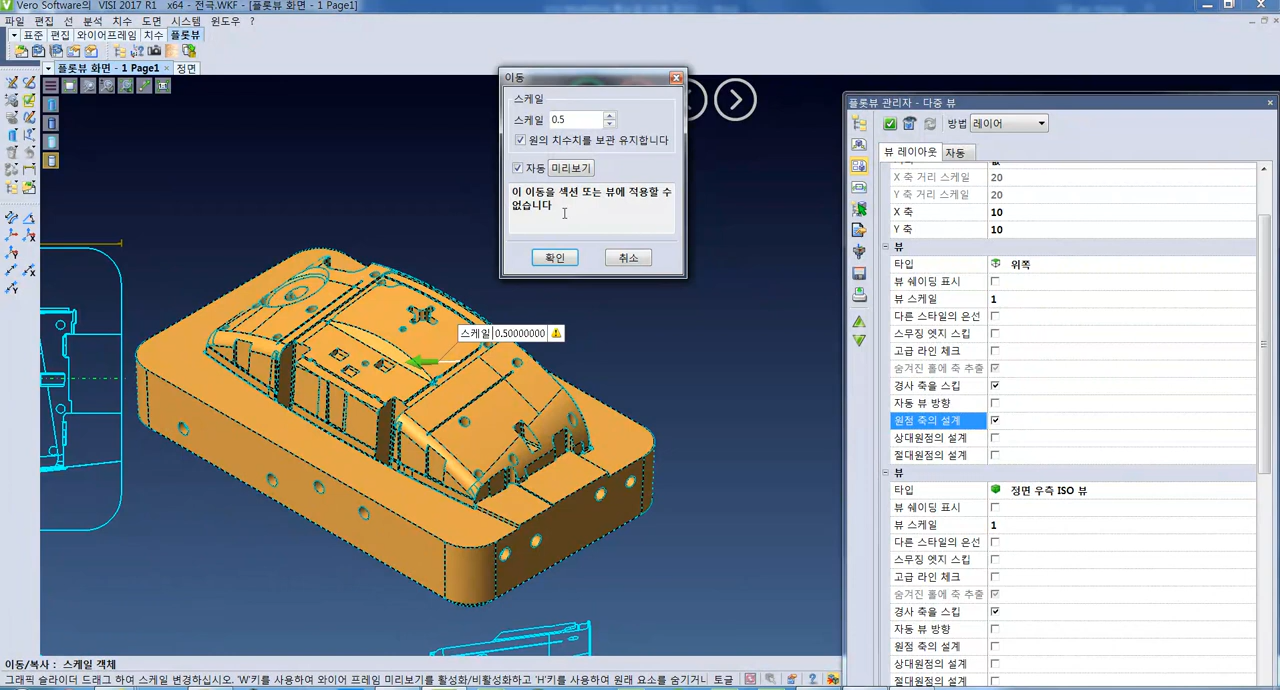 Vero Software의 VISI 2017 R1 x64 - 전극.WKF - [플롯뷰 화면 - 1 Page1]
파일 편집 선 분석 치수 도면 시스템 윈도우 ?
표준 편집 와이어프레임 치수 플롯뷰
플롯뷰 화면 - 1 Page1 × 정면
이동
스케일
스케일 0.5
원의 치수치를 보관 유지합니다
자동 미리보기
이 이동을 섹션 또는 뷰에 적용할 수
없습니다
확인 취소
스케일 0.50000000
플롯뷰 관리자 - 다중 뷰
방법 레이어
뷰 레이아웃 자동
X 축 거리 스케일 20
Y 축 거리 스케일 20
X 축 10
Y 축 10
뷰
타입 위쪽
뷰 쉐이딩 표시
뷰 스케일 1
다른 스타일의 은선
스무징 엣지 스킵
고급 라인 체크
숨겨진 홀에 축 추출
경사 축을 스킵
자동 뷰 방향
원점 축의 설계
상대원점의 설계
절대원점의 설계
뷰
타입 정면 우측 ISO 뷰
뷰 쉐이딩 표시
뷰 스케일 1
다른 스타일의 은선
스무징 엣지 스킵
고급 라인 체크
숨겨진 홀에 축 추출
경사 축을 스킵
자동 뷰 방향
원점 축의 설계
상대원점의 설계
절대원점의 설계
이동/복사 : 스케일 객체
그래픽 슬라이더 드래그 하여 스케일 변경하십시오. 'W'키를 사용하여 와이어 프레임 미리보기를 활성화/비활성화하고 'H'키를 사용하여 원래 요소를 숨기거나 토글